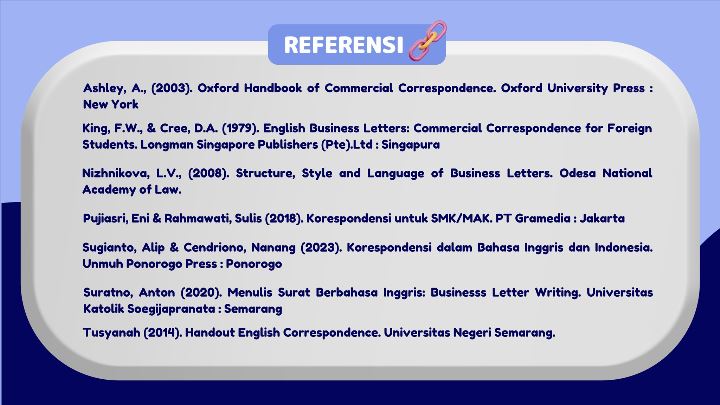 REFERENSI
Ashley, A., (2003). Oxford Handbook of Commercial Correspondence. Oxford University Press :
New York
King, F.W., & Cree, D.A. (1979). English Business Letters: Commercial Correspondence for Foreign
Students. Longman Singapore Publishers (Pte).Ltd : Singapura
Nizhnikova, L.V., (2008). Structure, Style and Language of Business Letters. Odesa National
Academy of Law.
Pujiasri, Eni & Rahmawati, Sulis (2018). Korespondensi untuk SMK/MAK. PT Gramedia : Jakarta
Sugianto, Alip & Cendriono, Nanang (2023). Korespondensi dalam Bahasa Inggris dan Indonesia.
Unmuh Ponorogo Press : Ponorogo
Suratno, Anton (2020). Menulis Surat Berbahasa Inggris: Businesss Letter Writing. Universitas
Katolik Soegijapranata : Semarang
Tusyanah (2014). Handout English Correspondence. Universitas Negeri Semarang.